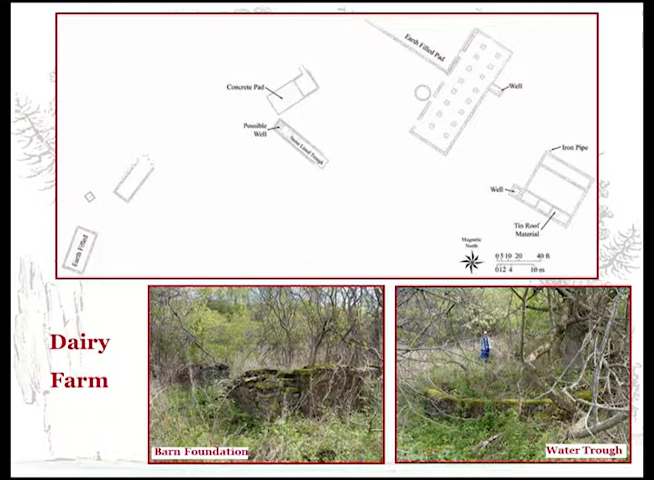 Earth Filled Pad
Concrete Pad
Well
Possible
Well
Stone Lined Trough
Iron Pipe
Well
Tin Roof
Material
Earth Filled
Magnetic
North
0 5 10 20 40 ft
0 1 2 4 10 m
Dairy
Farm
Barn Foundation
Water Trough